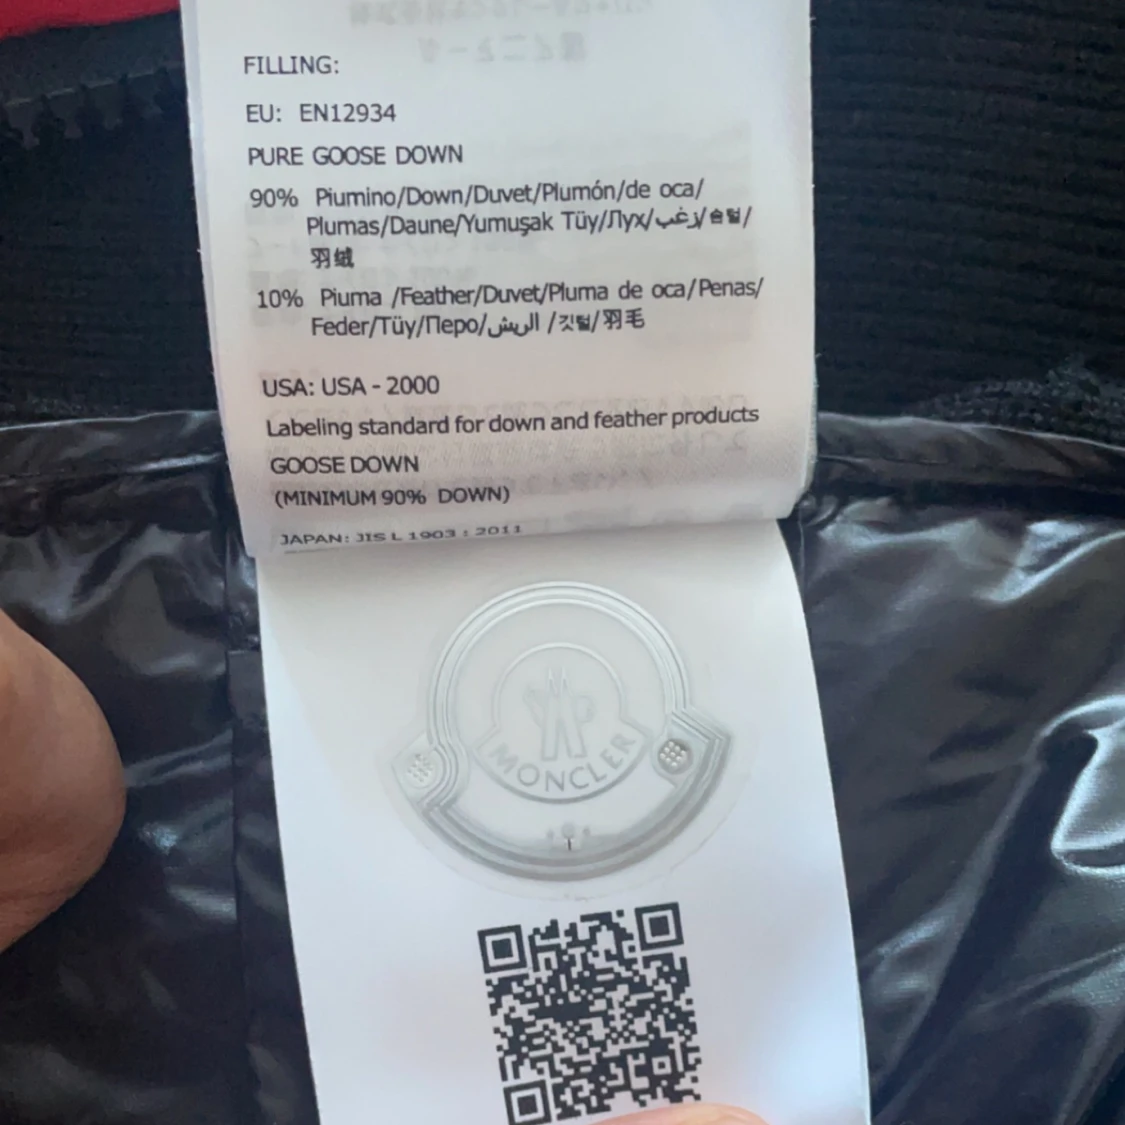 FILLING:
EU: EN12934
PURE GOOSE DOWN
90% Piumino/Down/Duvet/Plumón/de oca/
Plumas/Daune/Yumuşak Tüy/Лух/زغب/솜털/
羽绒
10% Piuma /Feather/Duvet/Pluma de oca/Penas/
Feder/Tüy/Перо/الريش /깃털/羽毛
USA: USA - 2000
Labeling standard for down and feather products
GOOSE DOWN
(MINIMUM 90% DOWN)
JAPAN: JIS L 1903 : 2011
MONCLER